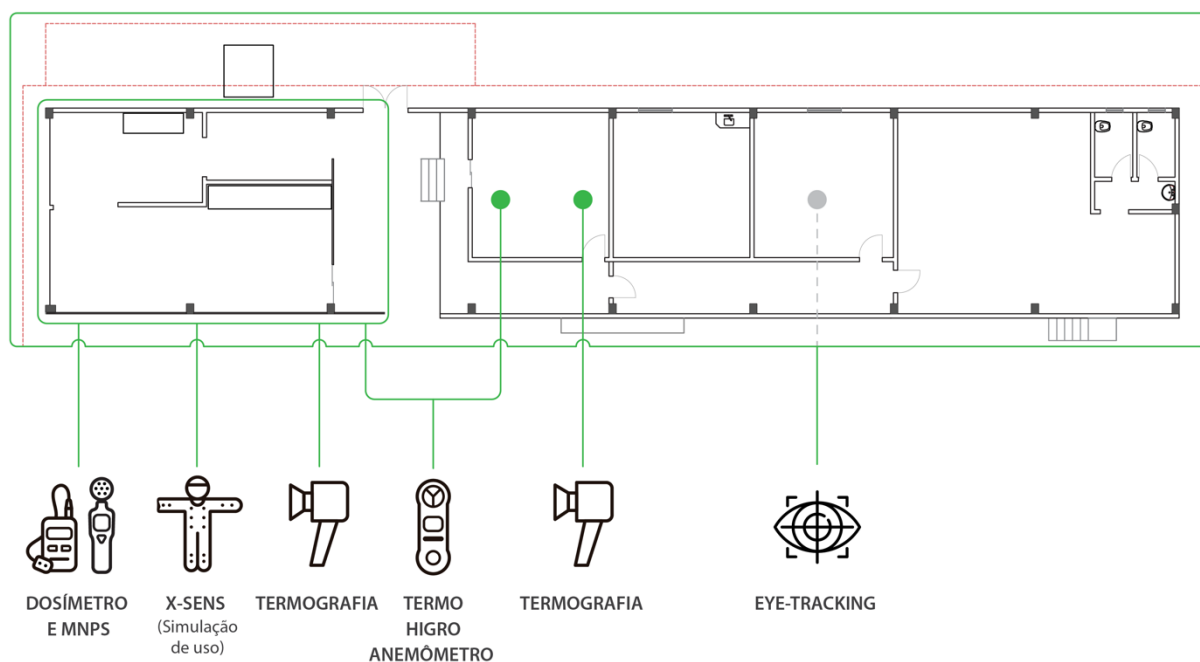 DOSÍMETRO
E MNPS
X-SENS
(Simulação
de uso)
TERMOGRAFIA
TERMO
HIGRO
ANEMÔMETRO
TERMOGRAFIA
EYE-TRACKING